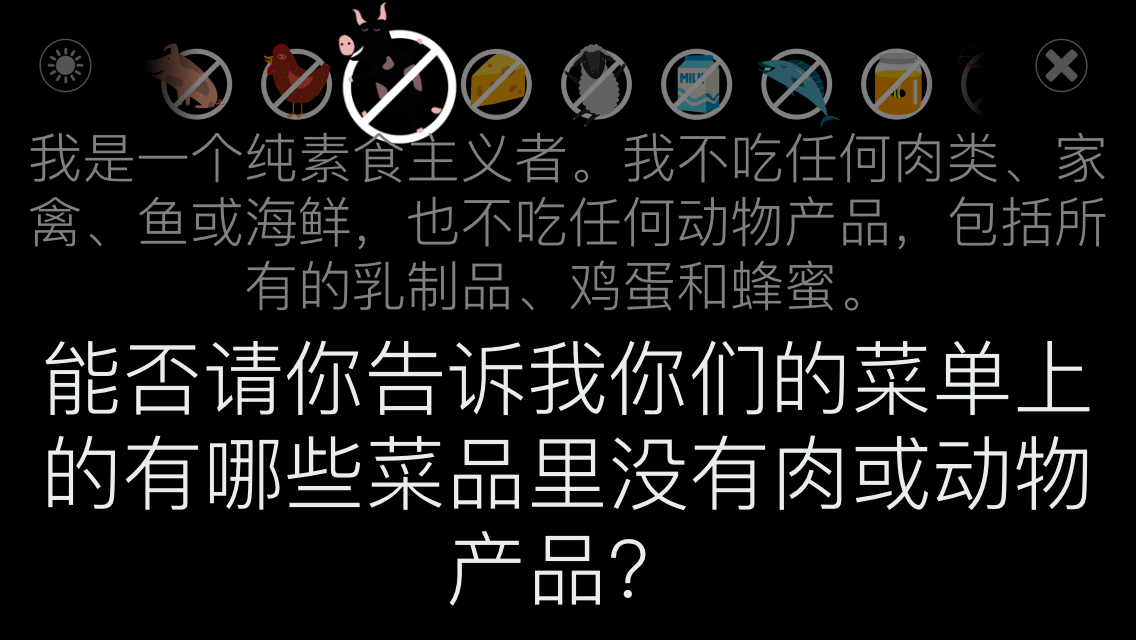 MILK
我是一个纯素食主义者。我不吃任何肉类、家
禽、鱼或海鲜，也不吃任何动物产品，包括所
有的乳制品、鸡蛋和蜂蜜。
能否请你告诉我你们的菜单上
的有哪些菜品里没有肉或动物
产品？